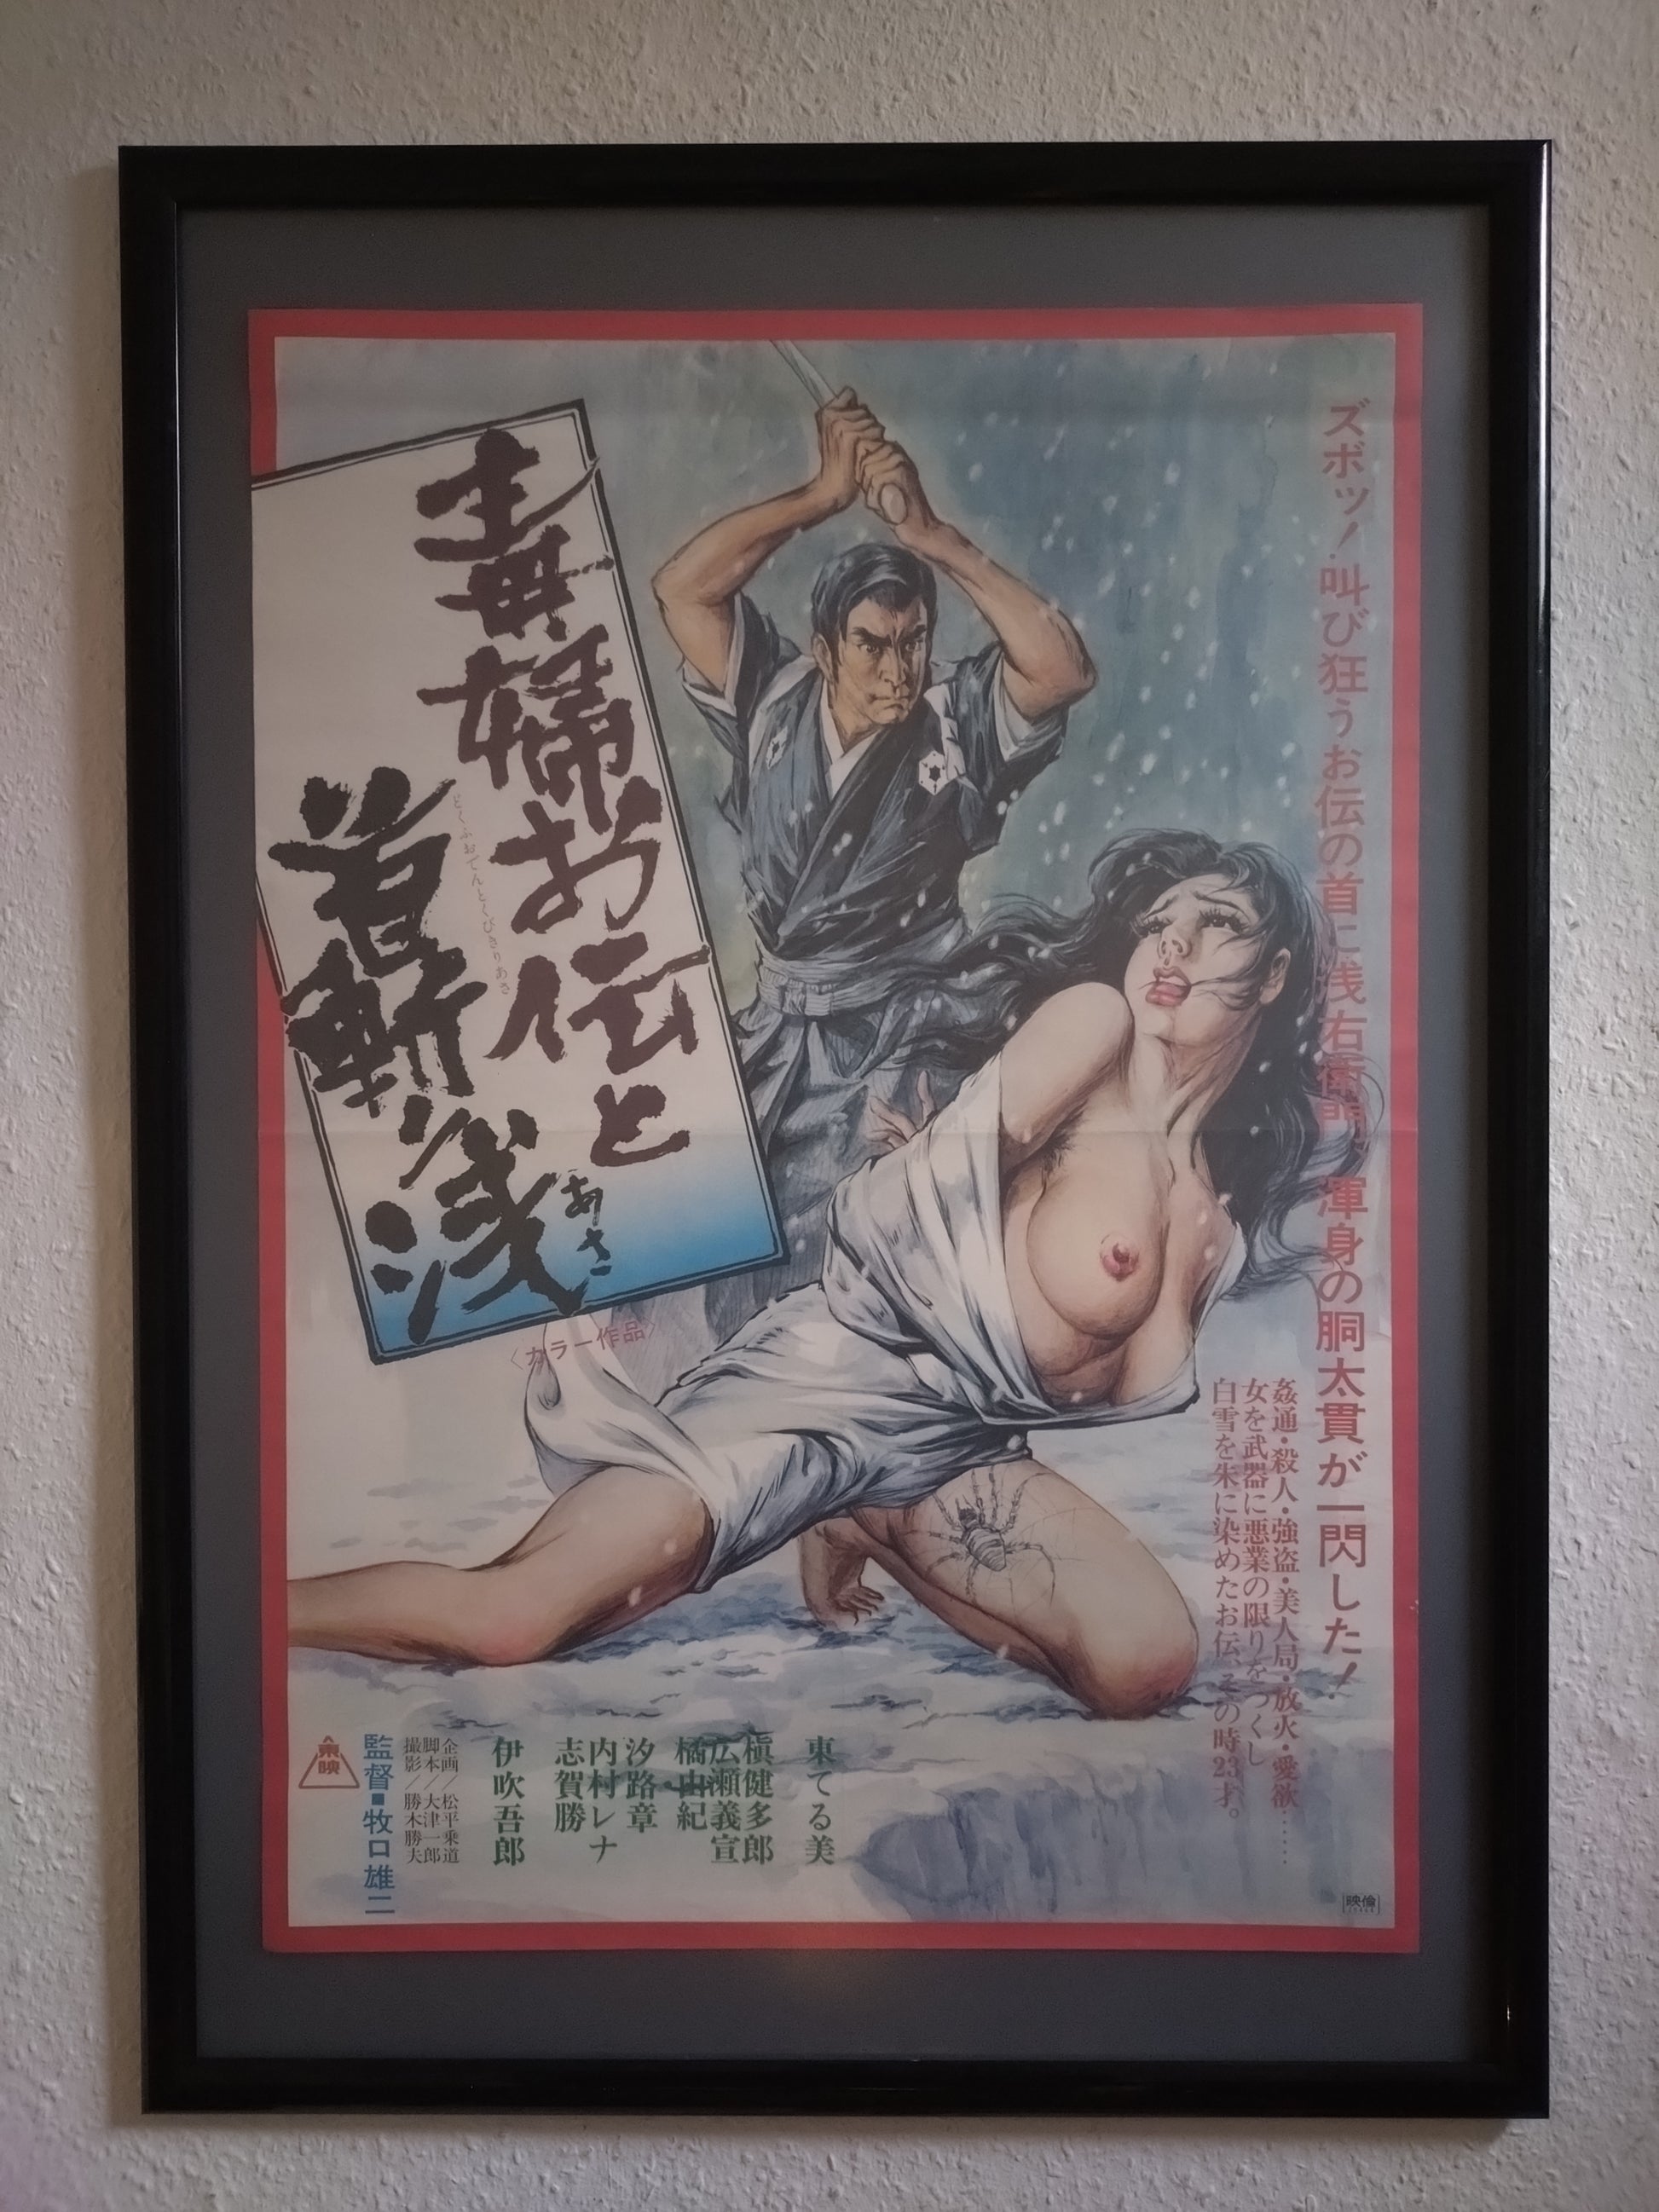 ズボッ！叫び狂うお伝の首に浅右衛門、渾身の胴太貫が一閃した！
姦通・殺人・強盗・美人局・放火・愛欲……
女を武器に悪業の限りをつくし
白雪を朱に染めたお伝、その時23才。
毒婦お伝と
どくふおでんとくびきりあさ
首斬り浅
あさ
〈カラー作品〉
東てる美
槇健多郎
広瀬義宣
橘由紀
汐路章
内村レナ
志賀勝
伊吹吾郎
企画／松平乗道
脚本／大津一郎
撮影／勝木勝夫
監督■牧口雄二
東映
映倫